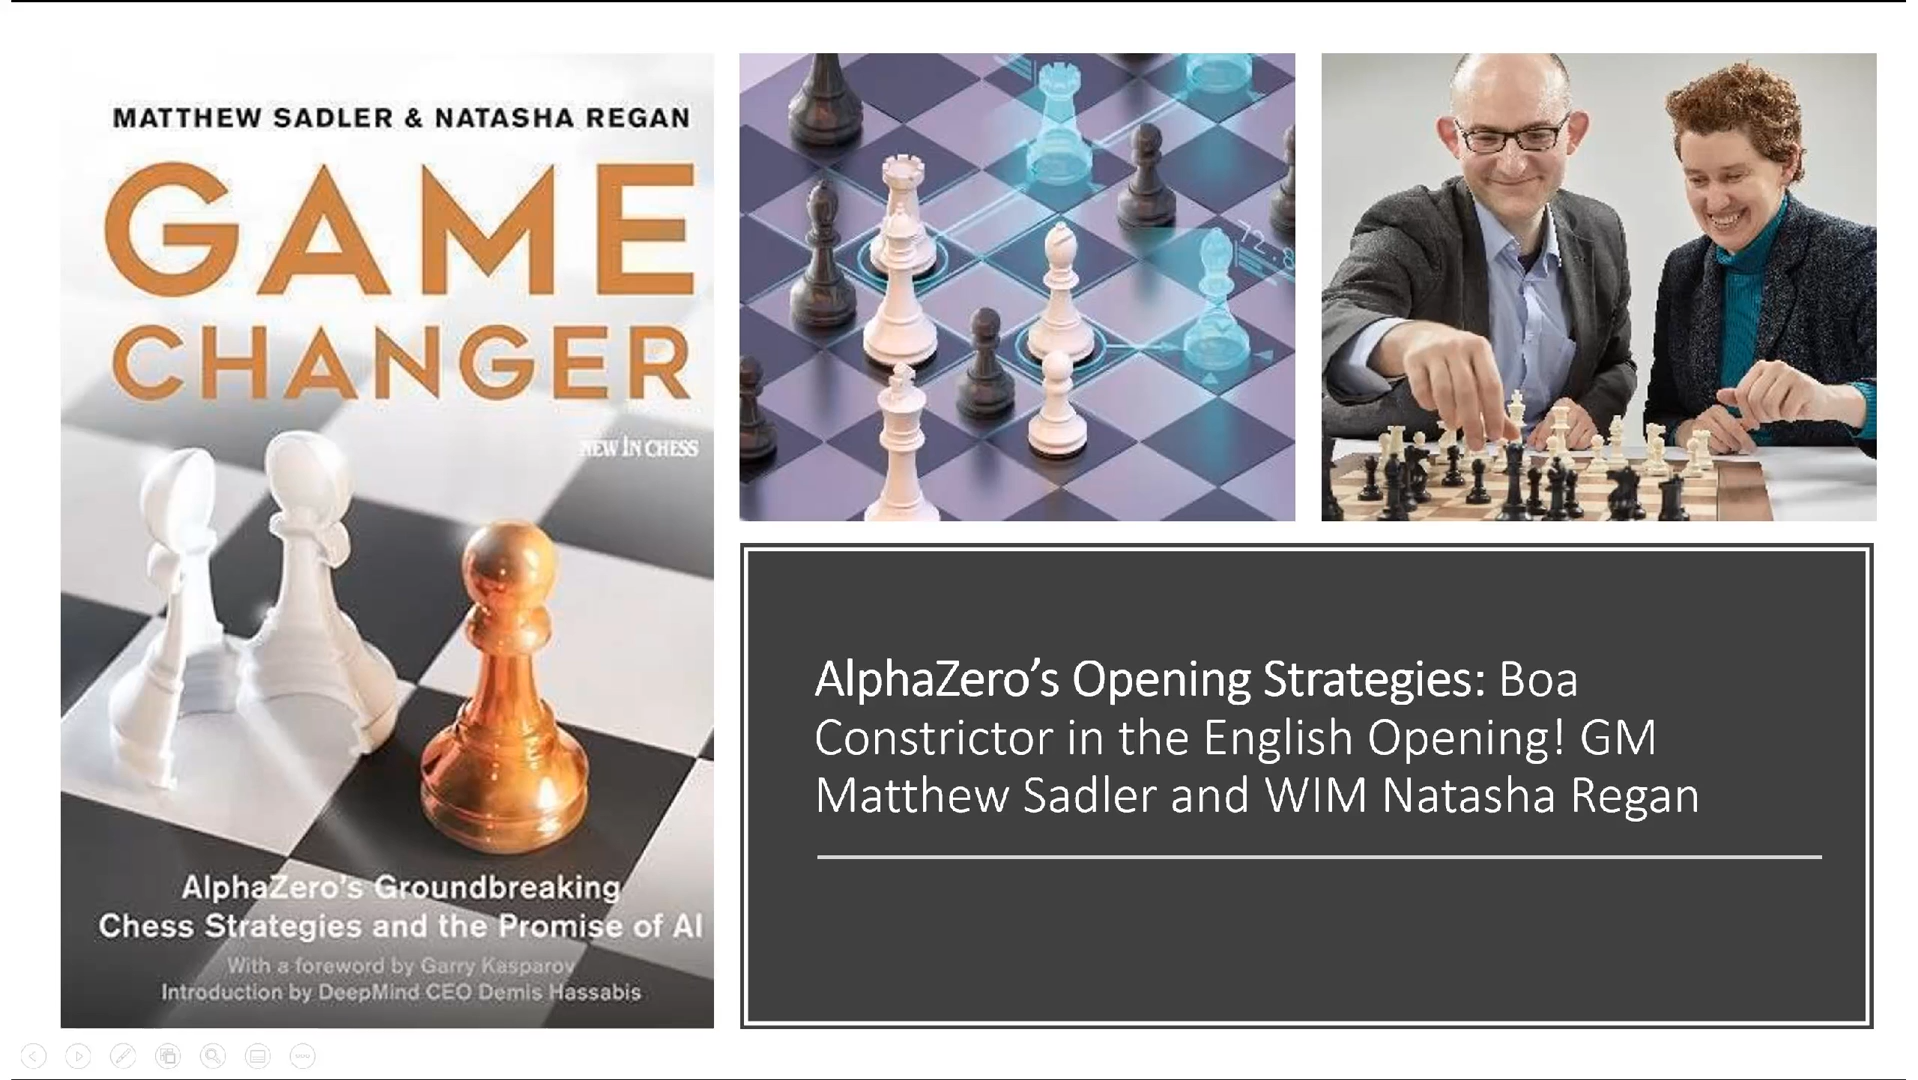 MATTHEW SADLER & NATASHA REGAN
GAME
CHANGER
NEW IN CHESS
AlphaZero's Groundbreaking
Chess Strategies and the Promise of AI
With a foreword by Garry Kasparov
Introduction by DeepMind CEO Demis Hassabis
72.8
AlphaZero’s Opening Strategies: Boa
Constrictor in the English Opening! GM
Matthew Sadler and WIM Natasha Regan